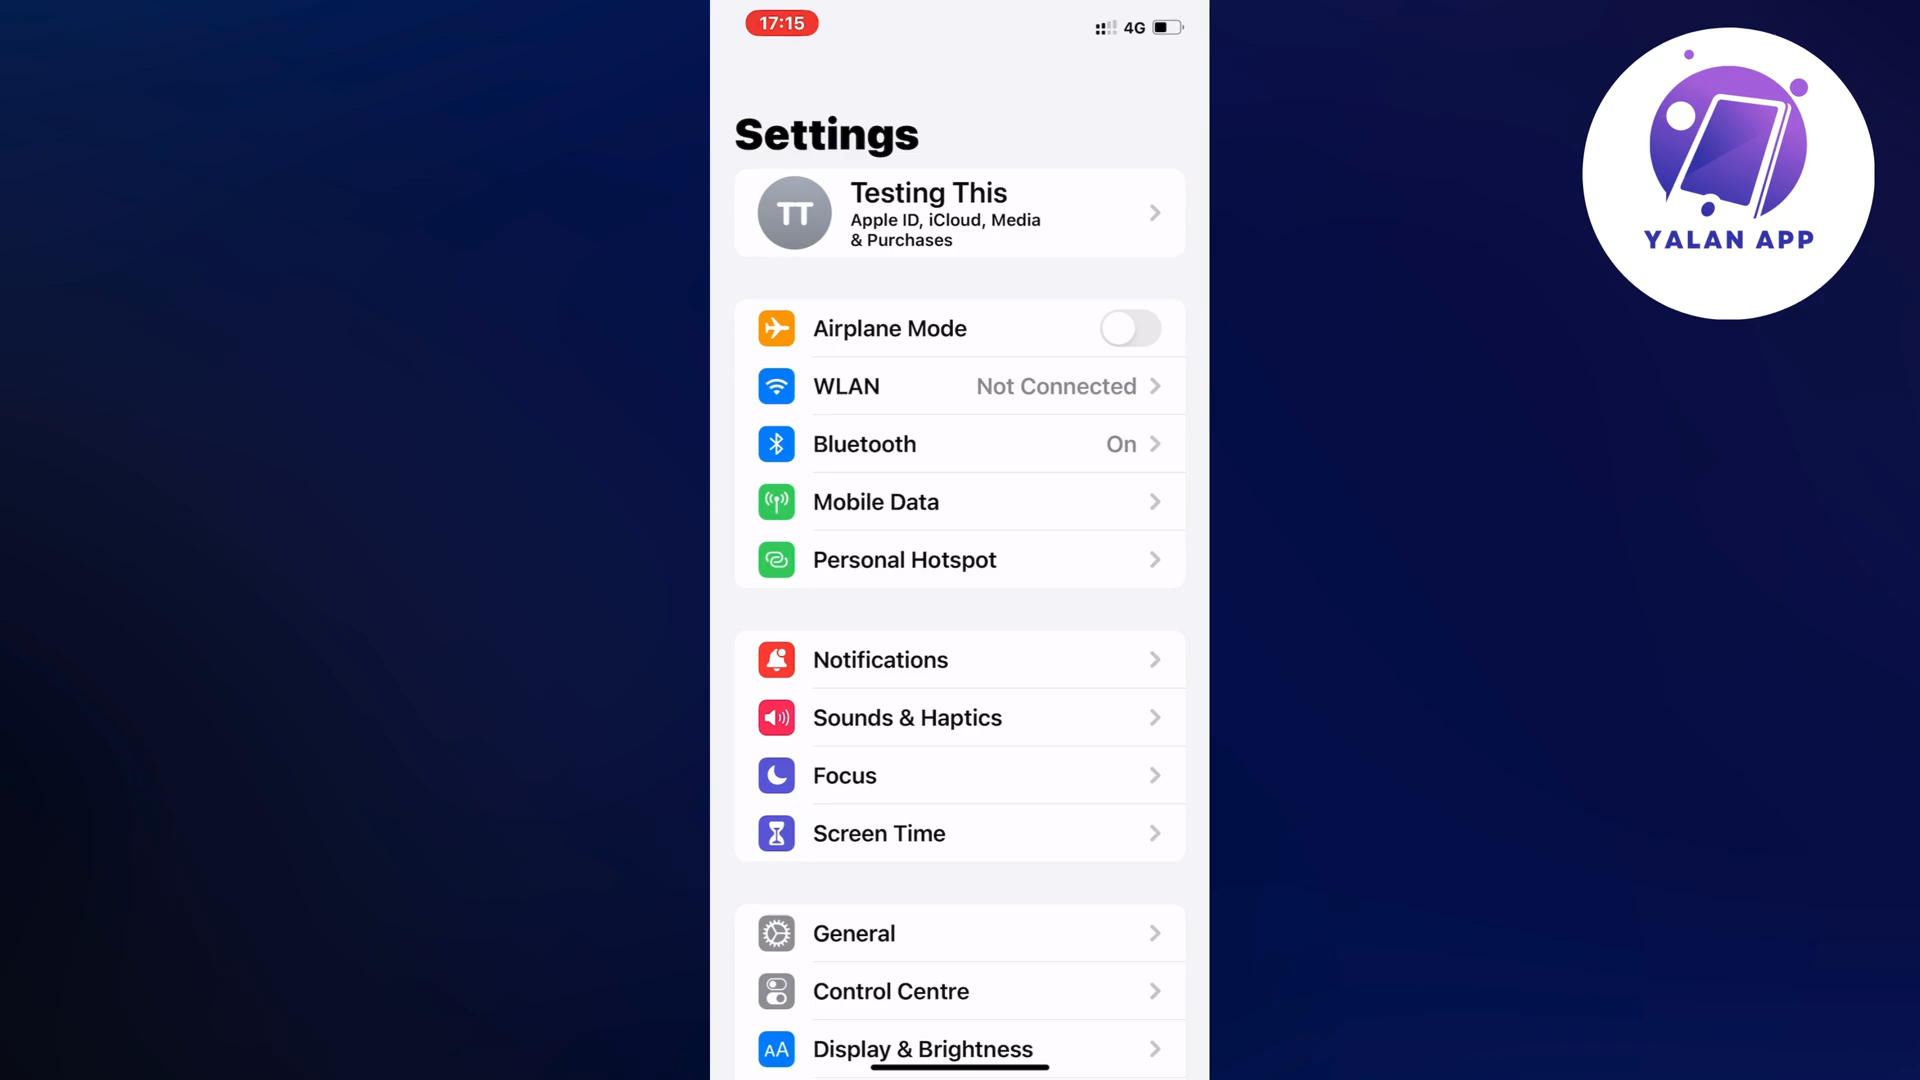 17:15
4G
Settings
TT
Testing This
Apple ID, iCloud, Media
& Purchases
Airplane Mode
WLAN Not Connected
Bluetooth On
Mobile Data
Personal Hotspot
Notifications
Sounds & Haptics
Focus
Screen Time
General
Control Centre
AA Display & Brightness
YALAN APP